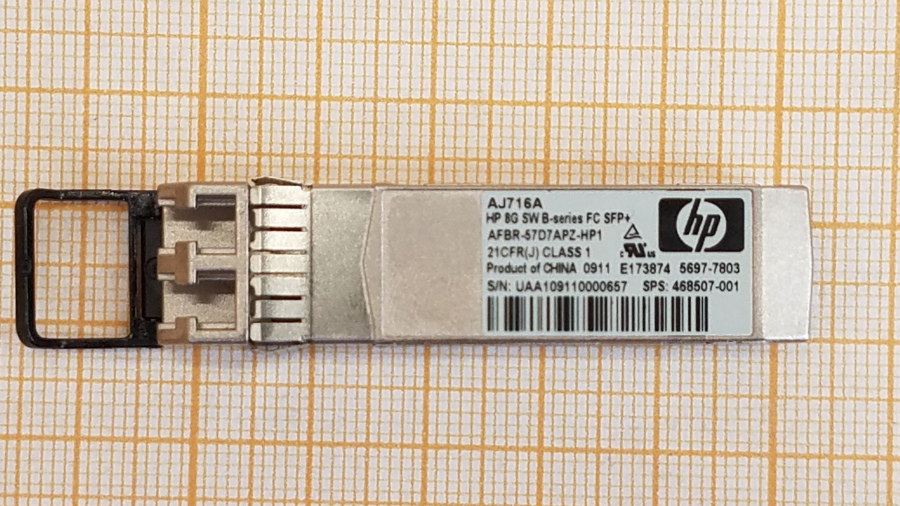 AJ716A
HP 8G SW B-series FC SFP+
AFBR-57D7APZ-HP1
21CFR(J) CLASS 1
Product of CHINA 0911 E173874 5697-7803
S/N: UAA109110000657 SPS: 468507-001
hp